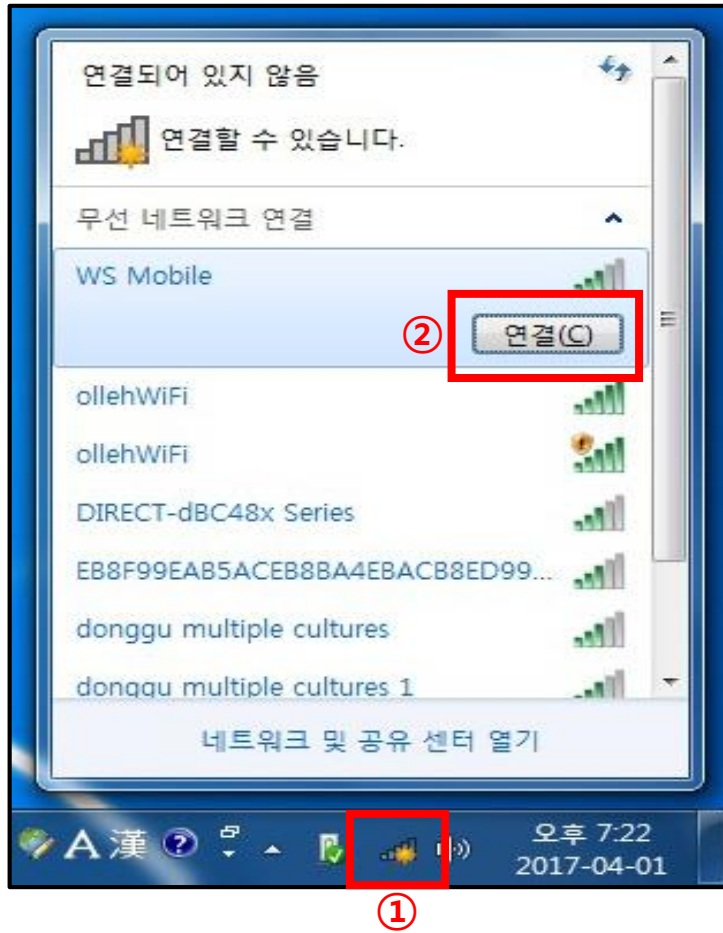 연결되어 있지 않음
연결할 수 있습니다.
무선 네트워크 연결
WS Mobile
② 연결(C)
ollehWiFi
ollehWiFi
DIRECT-dBC48x Series
EB8F99EAB5ACEB8BA4EBACB8ED99...
donggu multiple cultures
donggu multiple cultures 1
네트워크 및 공유 센터 열기
A 漢 ? 오후 7:22
2017-04-01
①